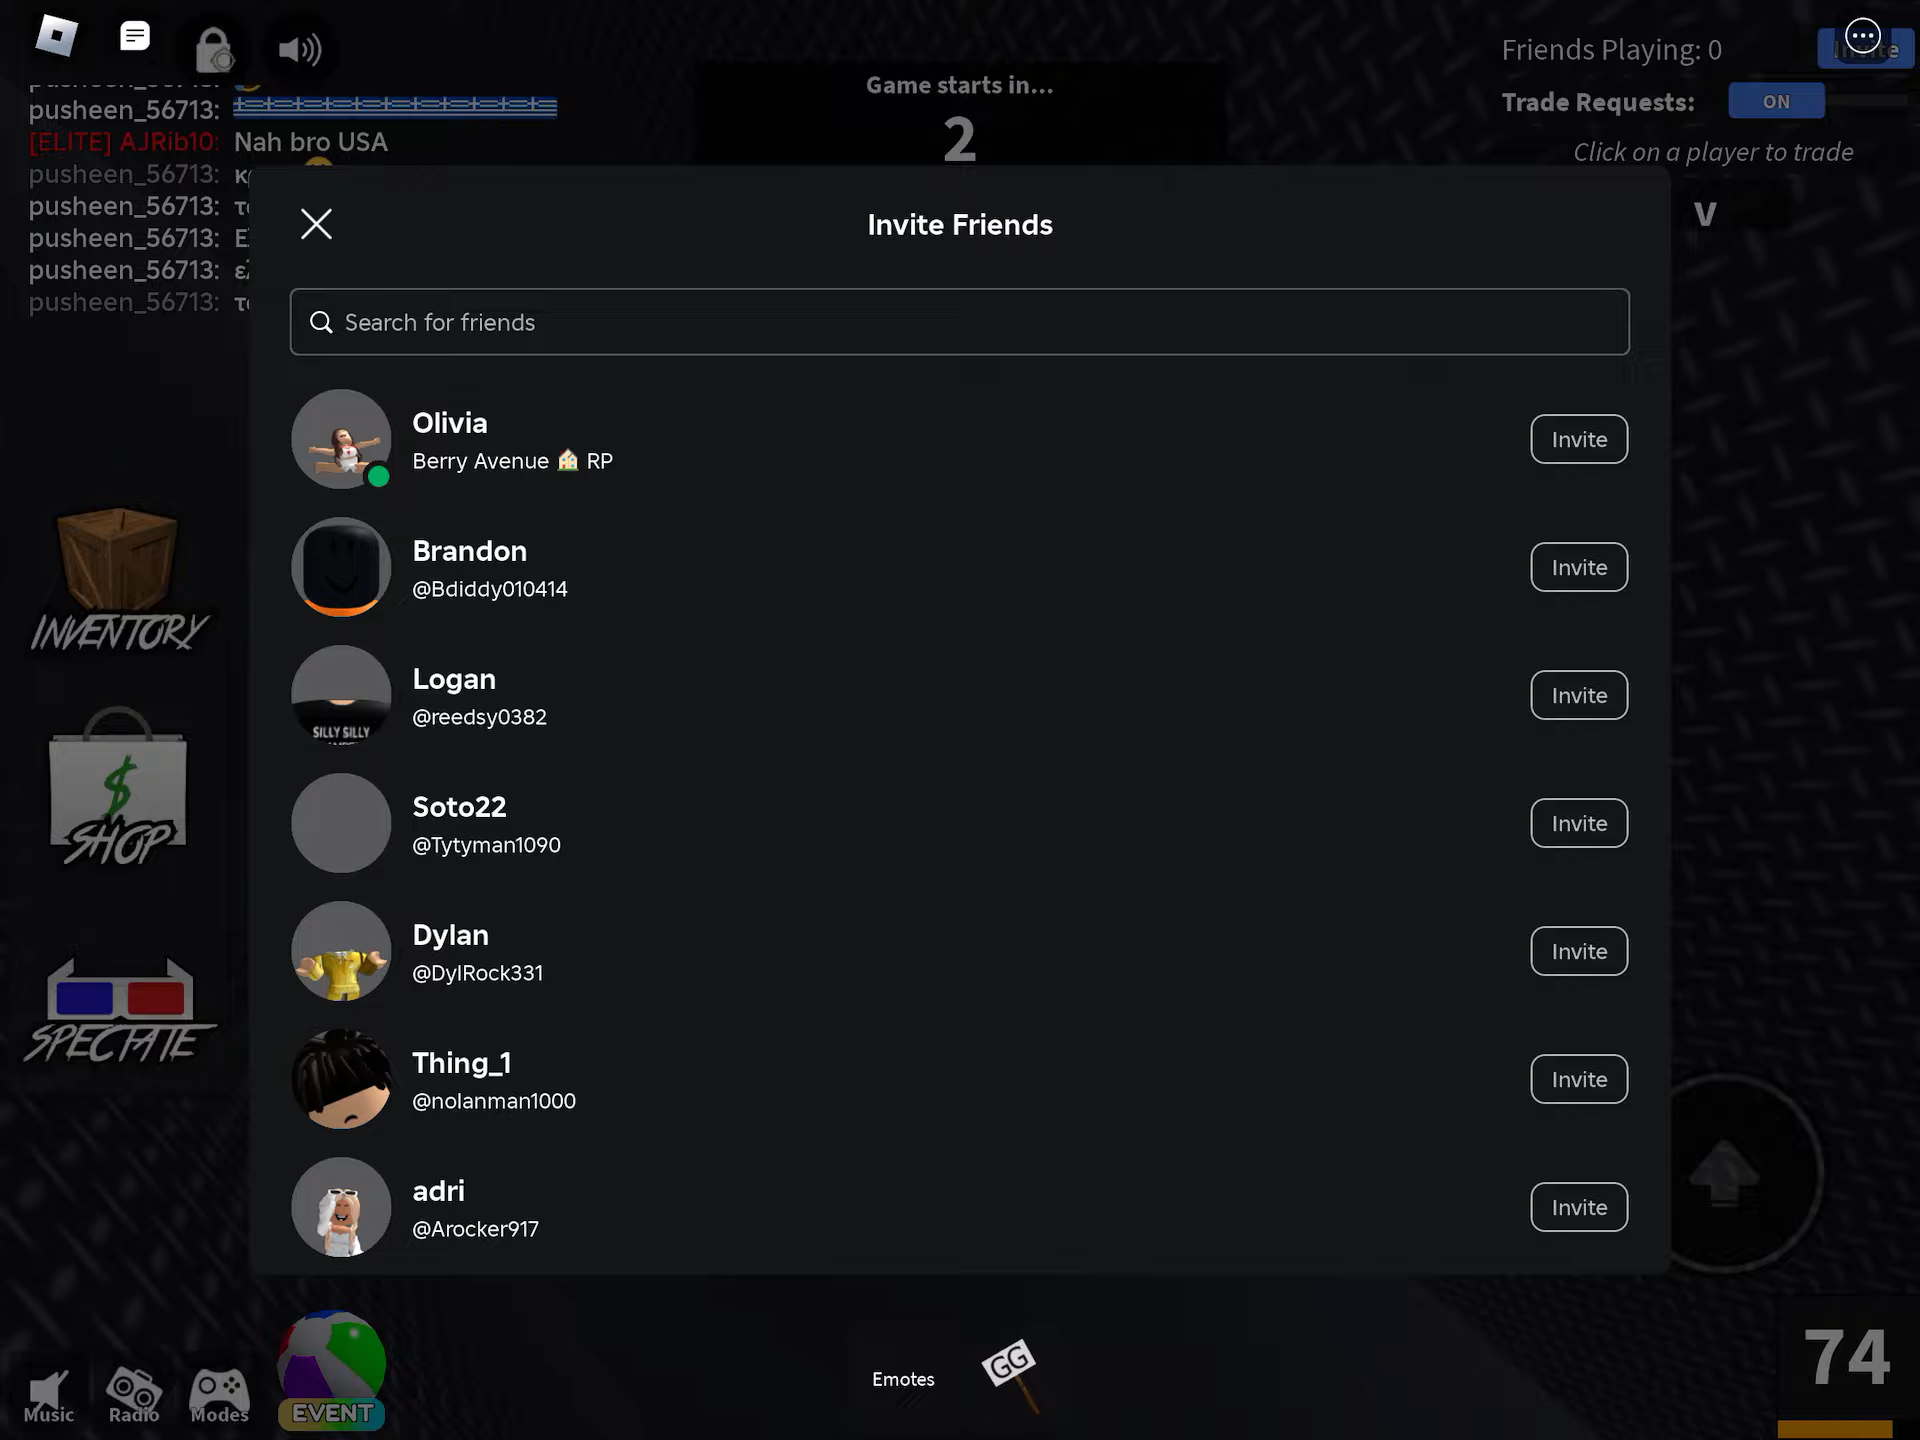 pusheen_56713:
[ELITE] AJRib10: Nah bro USA
pusheen_56713:
pusheen_56713:
pusheen_56713:
pusheen_56713:
pusheen_56713:
Game starts in...
2
Friends Playing: 0
Trade Requests: ON
Click on a player to trade
V
Invite Friends
Search for friends
Olivia
Berry Avenue 🏠 RP
Invite
Brandon
@Bdiddy010414
Invite
Logan
@reedsy0382
Invite
SILLY SILLY
Soto22
@Tytyman1090
Invite
Dylan
@DylRock331
Invite
Thing_1
@nolanman1000
Invite
adri
@Arocker917
Invite
INVENTORY
$
SHOP
SPECTATE
Music
Radio
Modes
EVENT
Emotes
GG
74